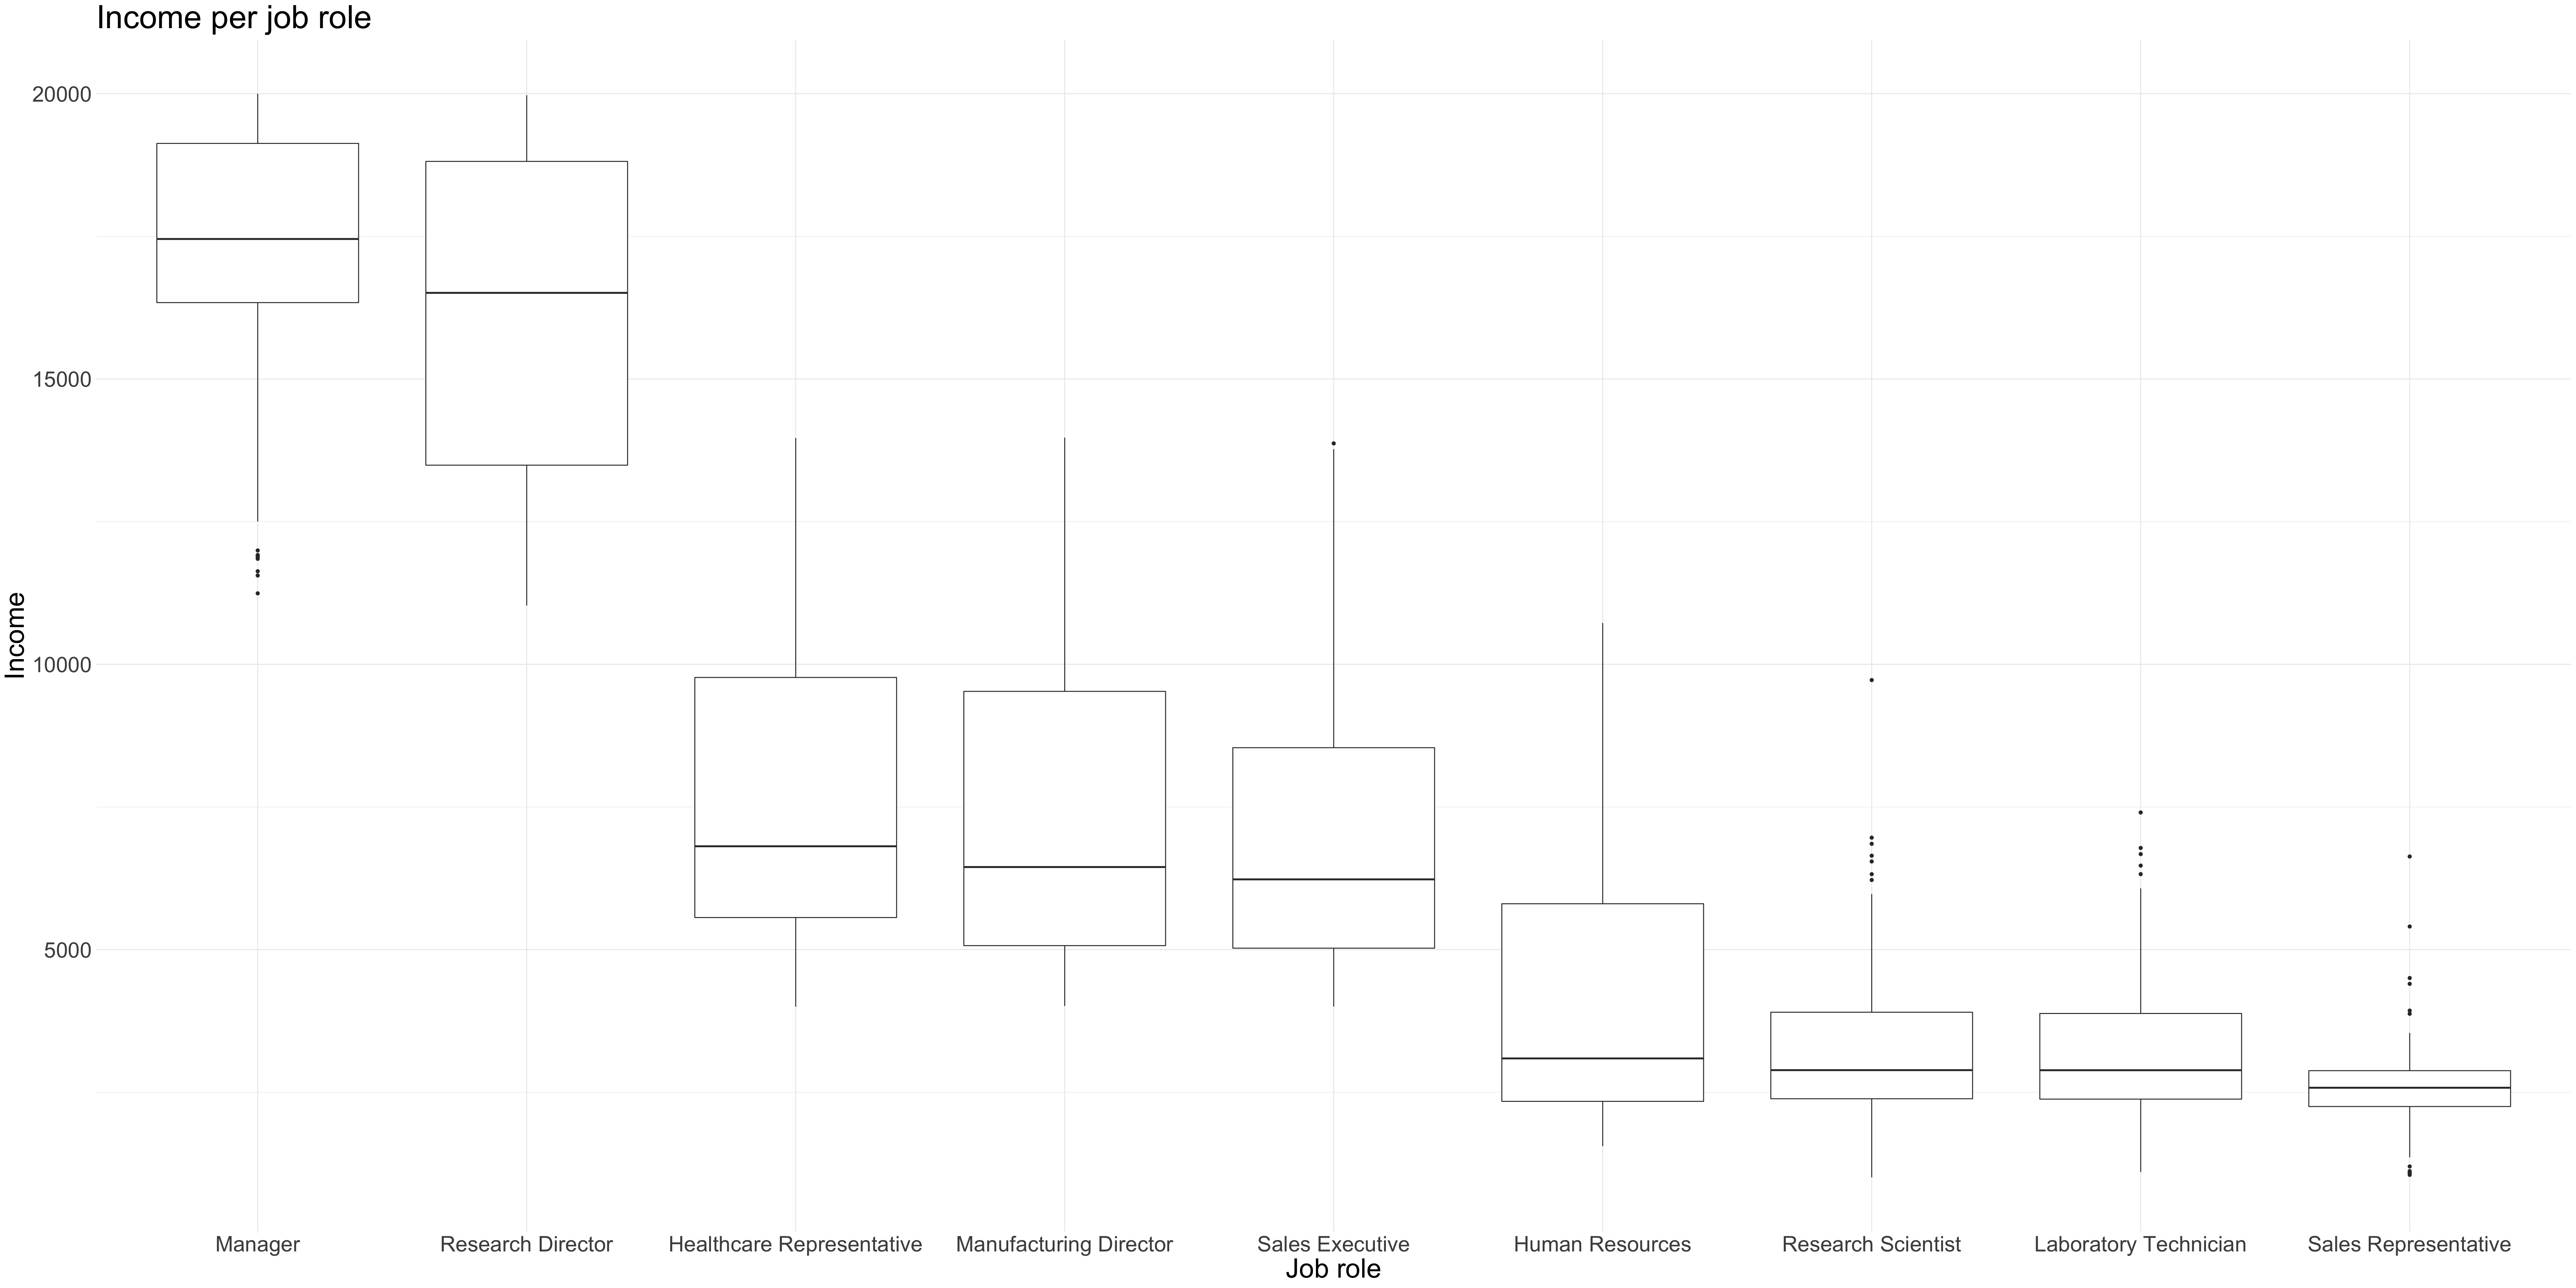 Income per job role
Income
20000
15000
10000
5000
Manager
Research Director
Healthcare Representative
Manufacturing Director
Sales Executive
Human Resources
Research Scientist
Laboratory Technician
Sales Representative
Job role